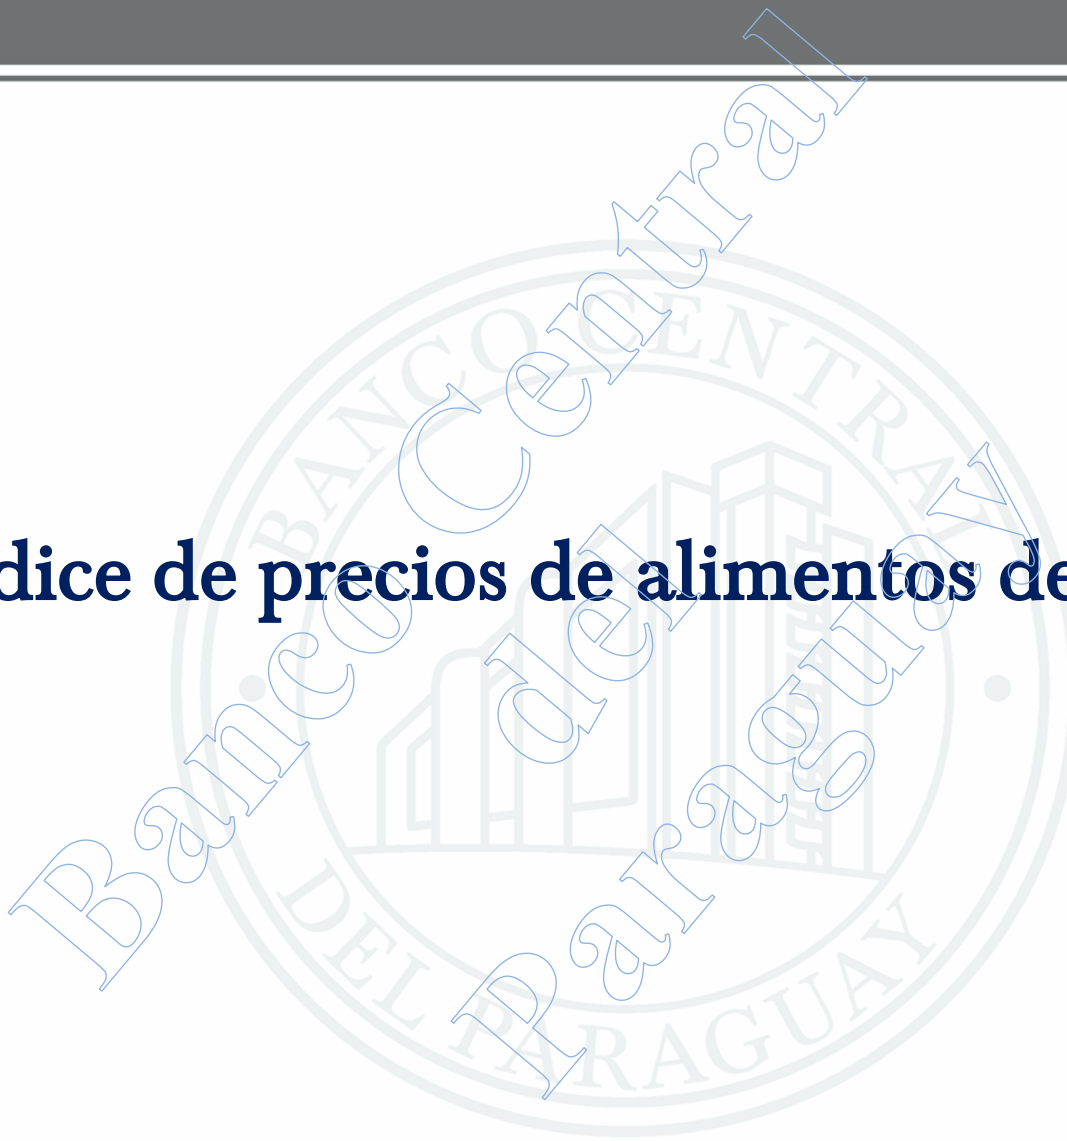 dice de precios de alimentos de
Banco Central
del
Paraguay
BANCO CENTRAL
DEL PARAGUAY